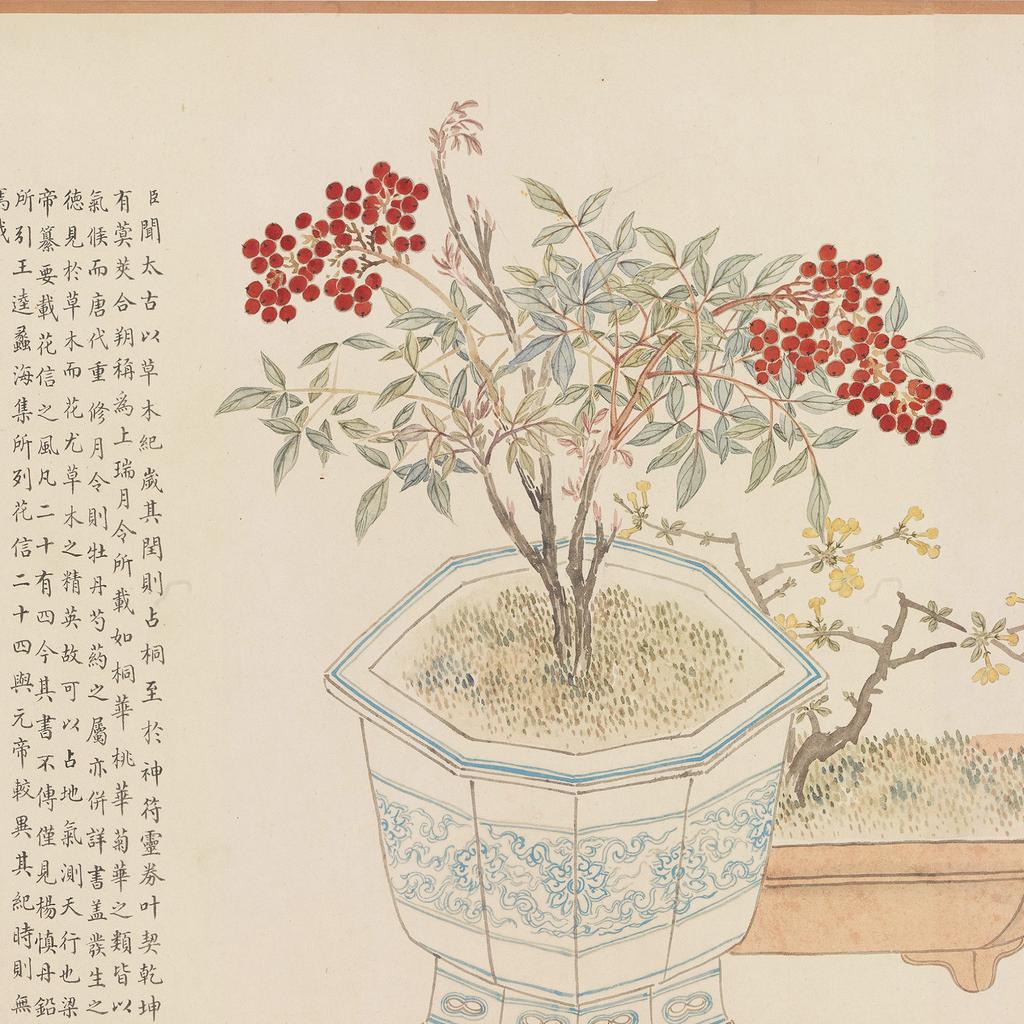 臣聞太古以草木紀歲其閏則占桐至於神符靈券叶契乾坤
有蓂莢合朔稱為上瑞月令所載如桐華桃華菊華之類皆以
氣候而唐代重修月令則牡丹芍藥之屬亦併詳書蓋發生之
德見於草木而花尤草木之精英故可以占地氣測天行也梁
帝纂要載花信之風凡二十有四今其書不傳僅見楊慎丹鉛
所引王逵蠡海集所列花信二十四與元帝較異其紀時則無